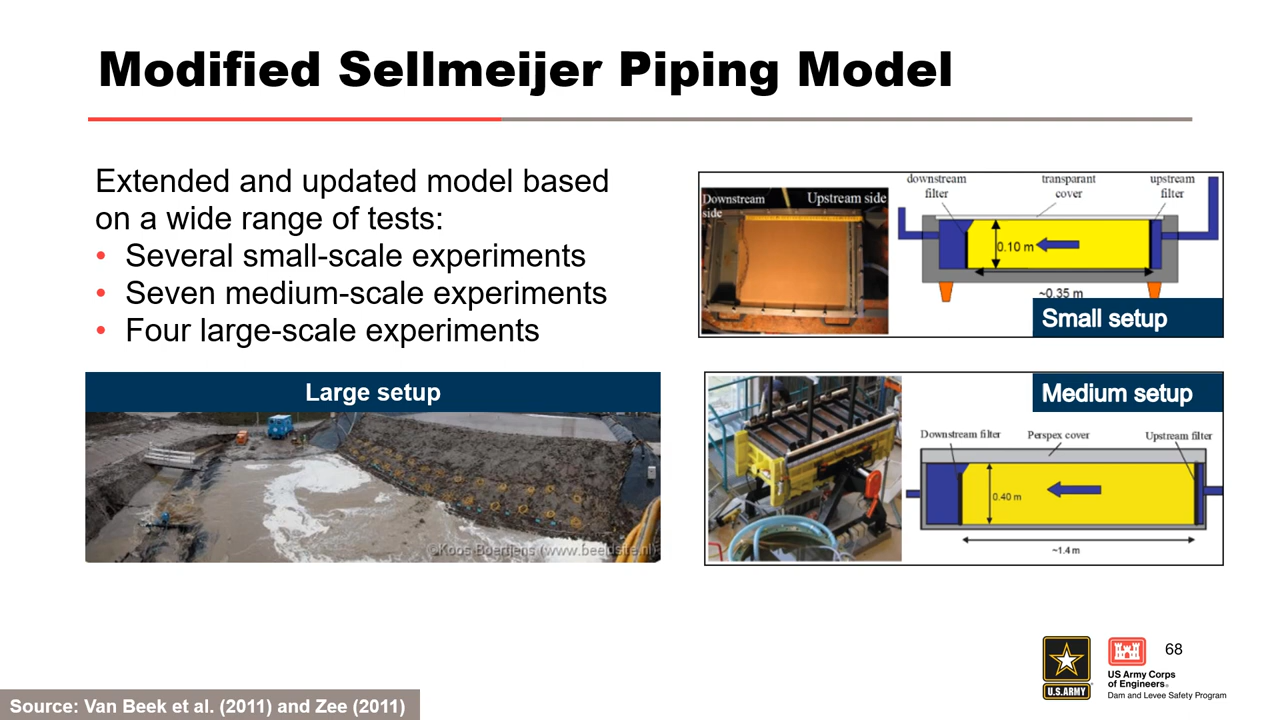 Modified Sellmeijer Piping Model
Extended and updated model based
on a wide range of tests:
• Several small-scale experiments
• Seven medium-scale experiments
• Four large-scale experiments
Large setup
©Koos Boertjens (www.beeldsite.nl)
Downstream
side
Upstream side
downstream
filter
transparant
cover
upstream
filter
0.10 m
~0.35 m
Small setup
Medium setup
Downstream filter
Perspex cover
Upstream filter
0.40 m
~1.4 m
U.S. ARMY
US Army Corps
of Engineers®
Dam and Levee Safety Program
68
Source: Van Beek et al. (2011) and Zee (2011)